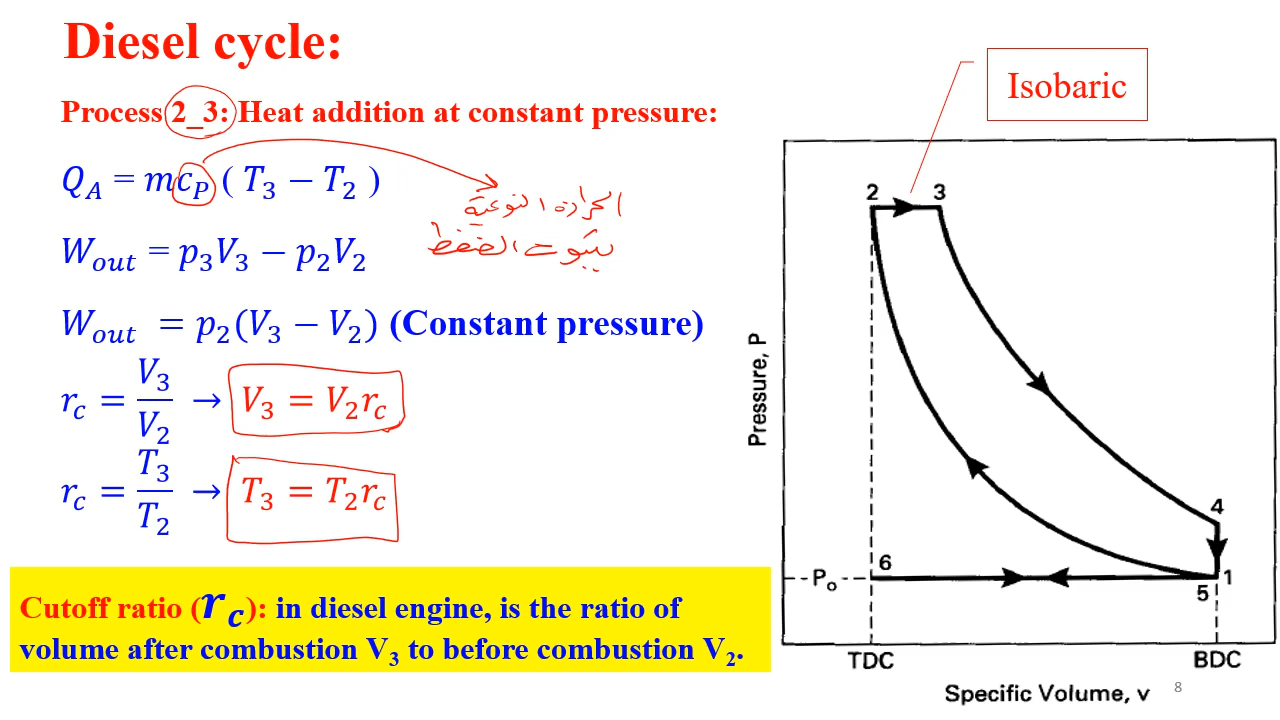 Diesel cycle:
Process 2_3: Heat addition at constant pressure:
Q_A = mc_P ( T_3 − T_2 )
الحرارة النوعية
بثبوت الضغط
W_out = p_3V_3 − p_2V_2
W_out = p_2(V_3 − V_2) (Constant pressure)
r_c = V_3/V_2 → V_3 = V_2r_c
r_c = T_3/T_2 → T_3 = T_2r_c
Cutoff ratio (r_c): in diesel engine, is the ratio of
volume after combustion V_3 to before combustion V_2.
Isobaric
2 3
Pressure, P
4
6
P_o
1
5
TDC BDC
Specific Volume, v
8